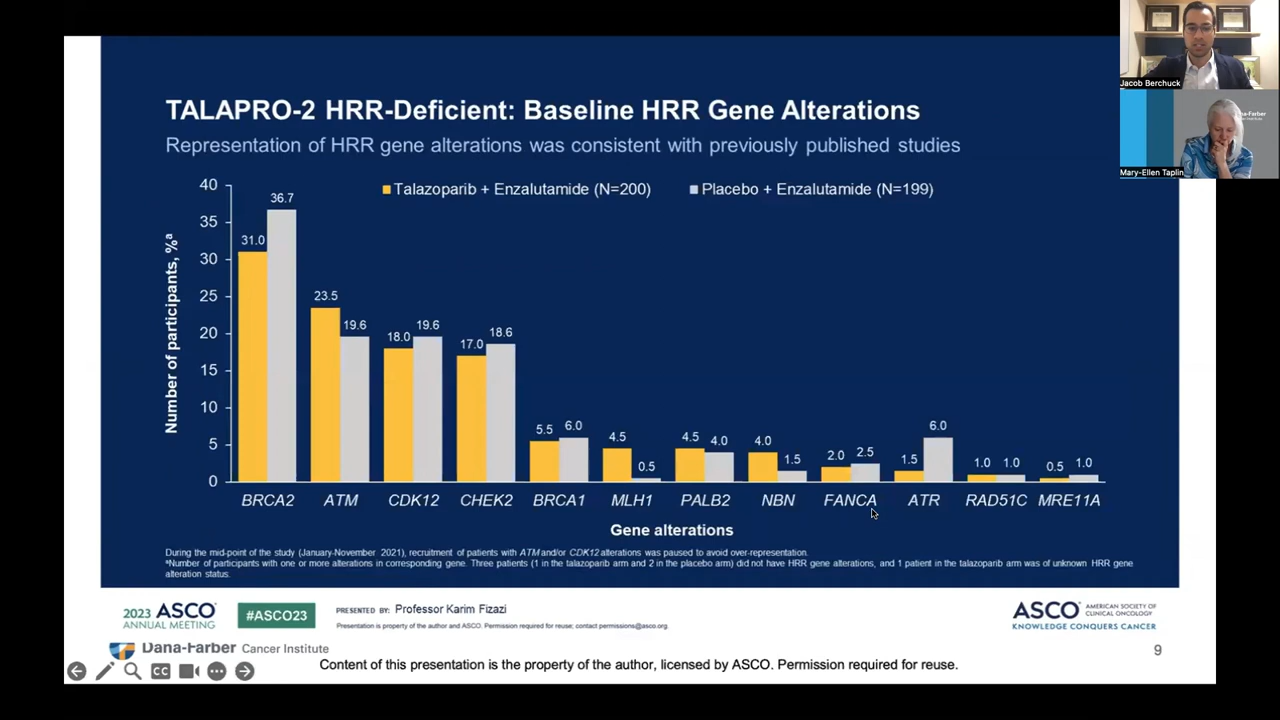 TALAPRO-2 HRR-Deficient: Baseline HRR Gene Alterations
Representation of HRR gene alterations was consistent with previously published studies
Talazoparib + Enzalutamide (N=200)
Placebo + Enzalutamide (N=199)
Number of participants, %ª
40
35
30
25
20
15
10
5
0
31.0 36.7
23.5 19.6
18.0 19.6
17.0 18.6
5.5 6.0
4.5 0.5
4.5 4.0
4.0 1.5
2.0 2.5
1.5 6.0
1.0 1.0
0.5 1.0
BRCA2 ATM CDK12 CHEK2 BRCA1 MLH1 PALB2 NBN FANCA ATR RAD51C MRE11A
Gene alterations
During the mid-point of the study (January-November 2021), recruitment of patients with ATM and/or CDK12 alterations was paused to avoid over-representation.
ªNumber of participants with one or more alterations in corresponding gene. Three patients (1 in the talazoparib arm and 2 in the placebo arm) did not have HRR gene alterations, and 1 patient in the talazoparib arm was of unknown HRR gene
alteration status.
2023 ASCO
ANNUAL MEETING
#ASCO23
PRESENTED BY: Professor Karim Fizazi
Presentation is property of the author and ASCO. Permission required for reuse; contact permissions@asco.org.
ASCO AMERICAN SOCIETY OF
CLINICAL ONCOLOGY
KNOWLEDGE CONQUERS CANCER
Dana-Farber Cancer Institute
Content of this presentation is the property of the author, licensed by ASCO. Permission required for reuse.
9
CC
Jacob Berchuck
Mary-Ellen Taplin